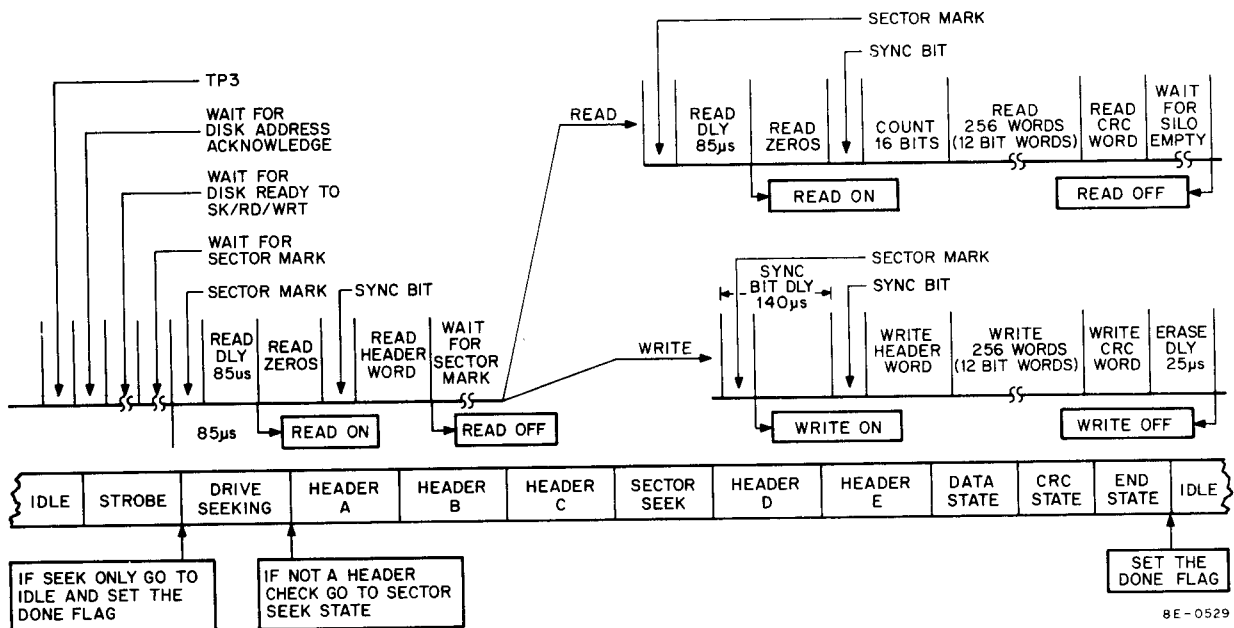 TP3
WAIT FOR
DISK ADDRESS
ACKNOWLEDGE
WAIT FOR
DISK READY TO
SK/RD/WRT
WAIT FOR
SECTOR MARK
SECTOR MARK
SYNC BIT
READ
DLY
85us
READ
ZEROS
READ
HEADER
WORD
WAIT
FOR
SECTOR
MARK
85µs
READ ON
READ OFF
READ
SECTOR MARK
SYNC BIT
READ
DLY
85µs
READ
ZEROS
COUNT
16 BITS
READ
256 WORDS
(12 BIT WORDS)
READ
CRC
WORD
WAIT
FOR
SILO
EMPTY
READ ON
READ OFF
WRITE
SECTOR MARK
SYNC
BIT DLY
140µs
SYNC BIT
WRITE
HEADER
WORD
WRITE
256 WORDS
(12 BIT WORDS)
WRITE
CRC
WORD
ERASE
DLY
25µs
WRITE ON
WRITE OFF
IDLE
STROBE
DRIVE
SEEKING
HEADER
A
HEADER
B
HEADER
C
SECTOR
SEEK
HEADER
D
HEADER
E
DATA
STATE
CRC
STATE
END
STATE
IDLE
IF SEEK ONLY GO TO
IDLE AND SET THE
DONE FLAG
IF NOT A HEADER
CHECK GO TO SECTOR
SEEK STATE
SET THE
DONE FLAG
8E-0529